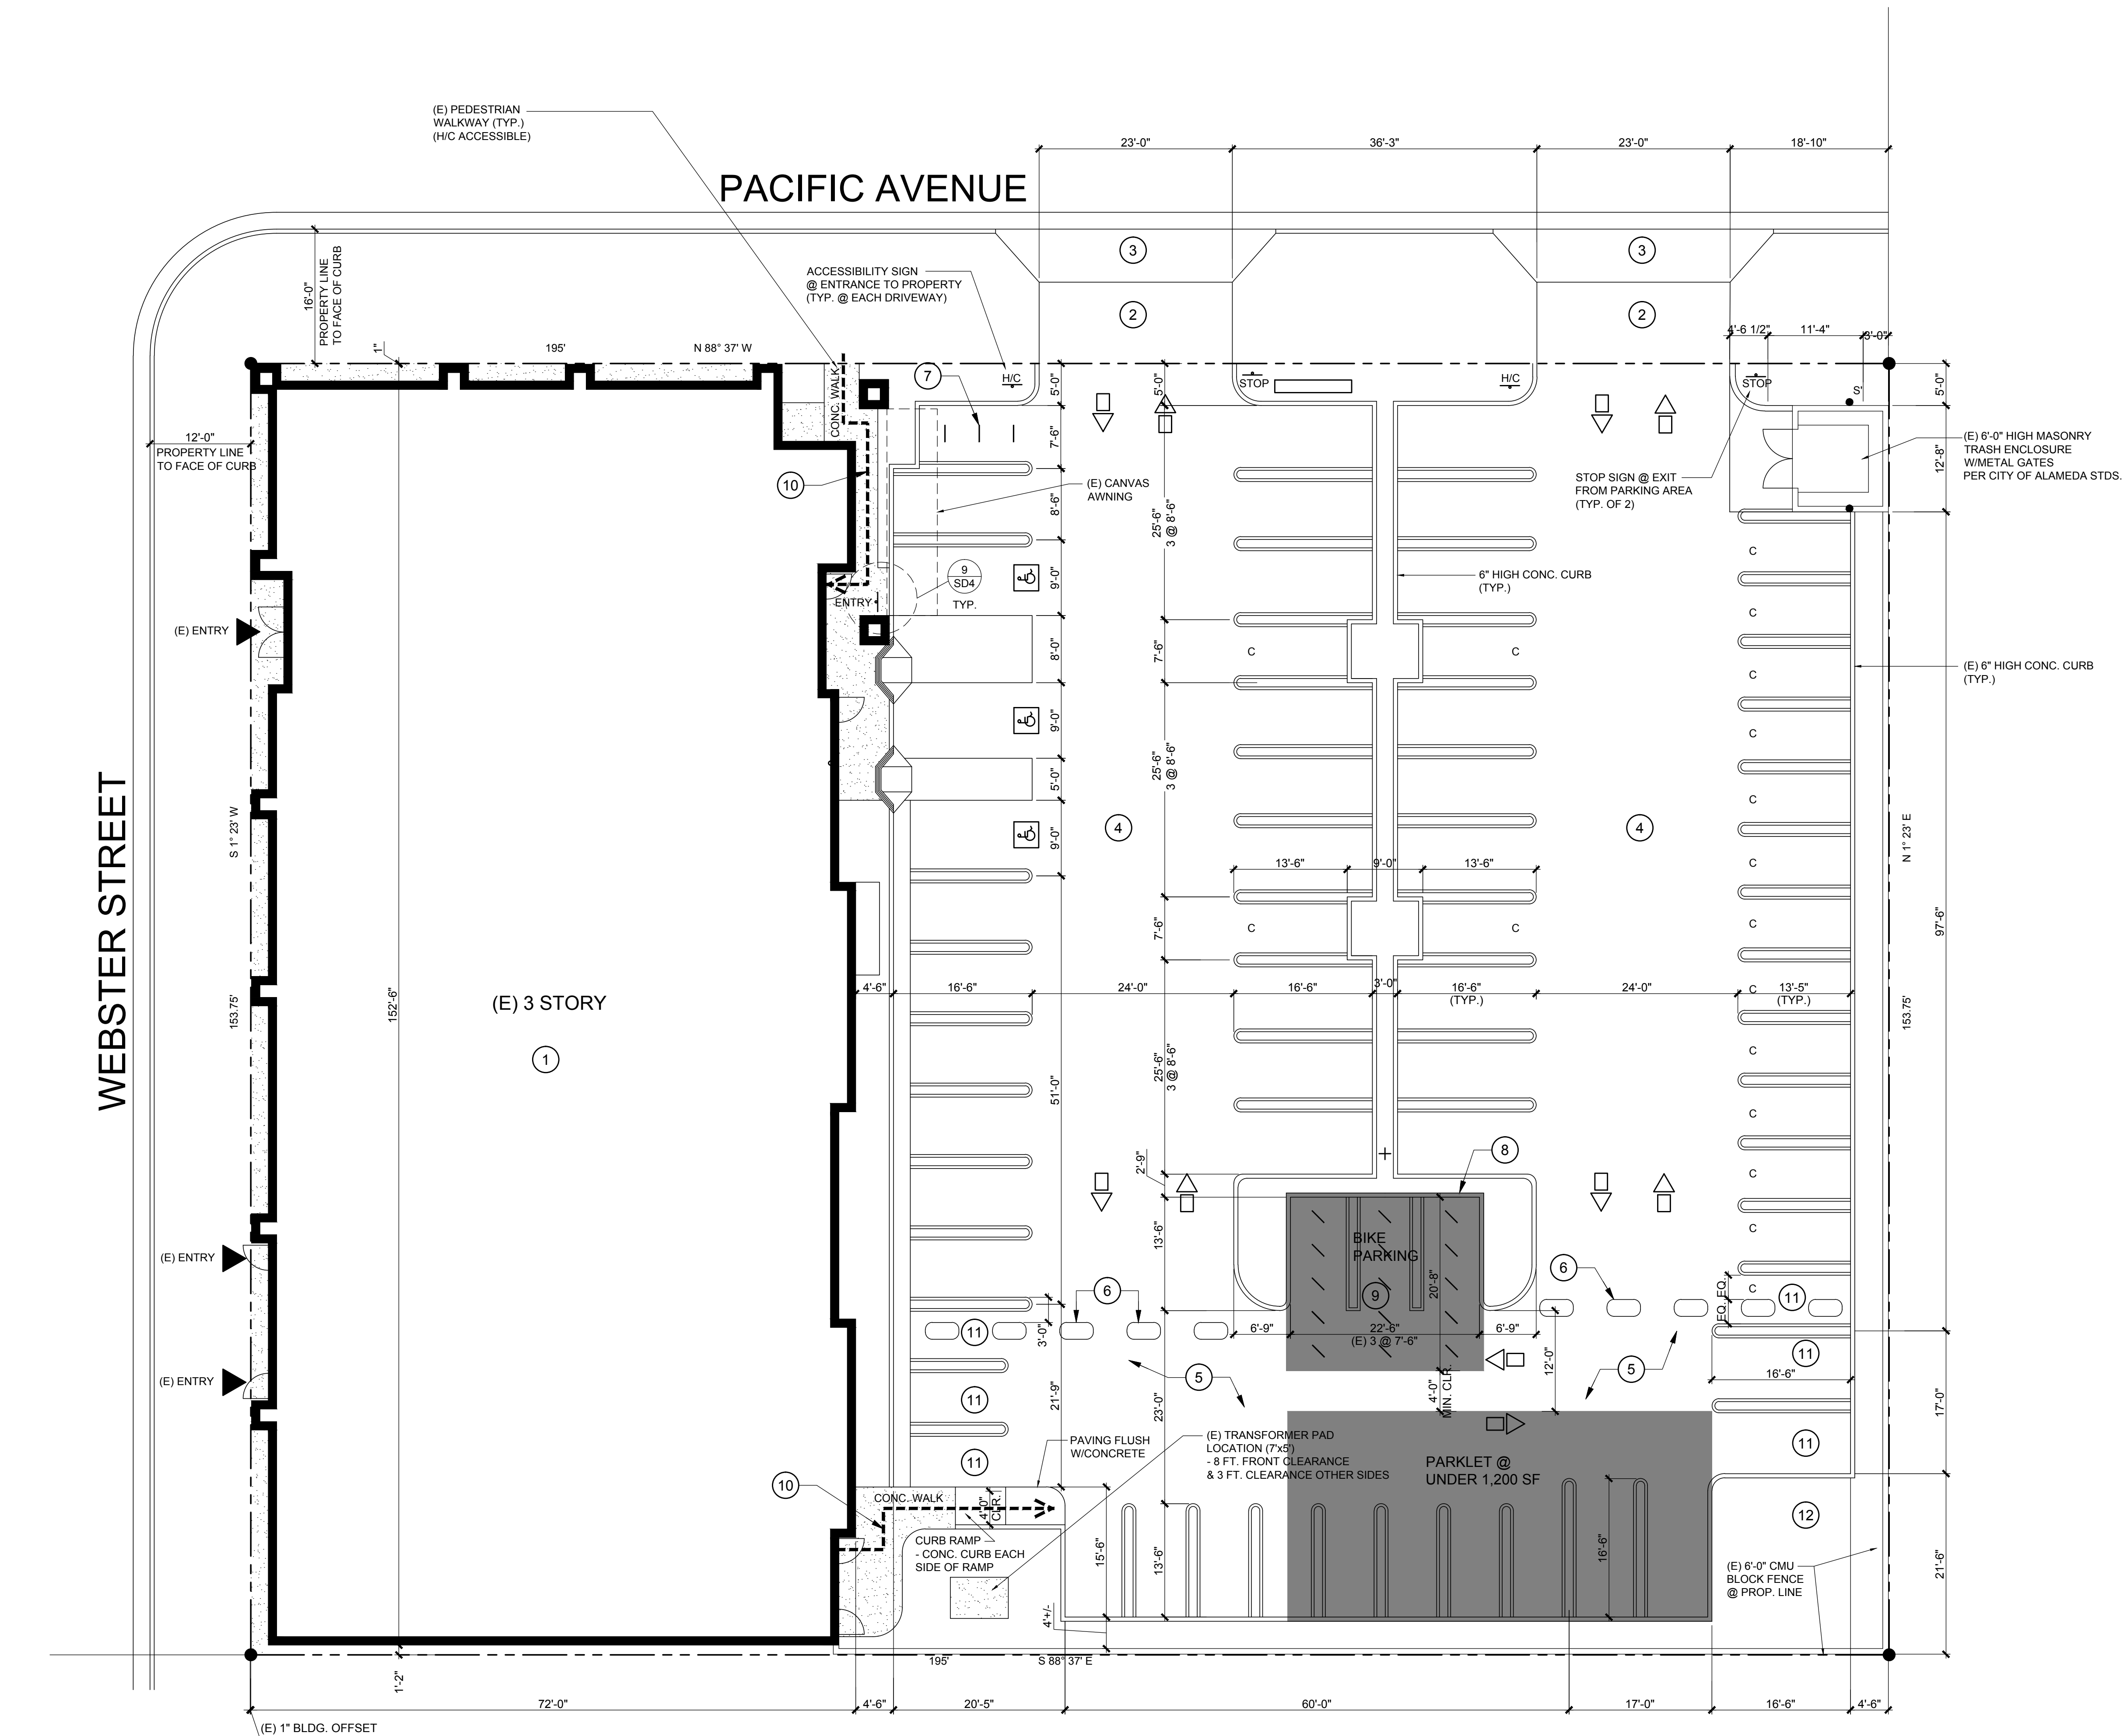 (E) PEDESTRIAN
WALKWAY (TYP.)
(H/C ACCESSIBLE)
23'-0"
36'-3"
23'-0"
18'-10"
PACIFIC AVENUE
3
3
ACCESSIBILITY SIGN
@ ENTRANCE TO PROPERTY
(TYP. @ EACH DRIVEWAY)
2
2
16'-0"
PROPERTY LINE
TO FACE OF CURB
1"
195'
N 88° 37' W
4'-6 1/2"
11'-4"
3'-0"
CONC. WALK
7
H/C
STOP
H/C
STOP
S'
5'-0"
5'-0"
5'-0"
12'-0"
PROPERTY LINE
TO FACE OF CURB
7'-6"
12'-8"
(E) 6'-0" HIGH MASONRY
TRASH ENCLOSURE
W/METAL GATES
PER CITY OF ALAMEDA STDS.
10
(E) CANVAS
AWNING
STOP SIGN @ EXIT
FROM PARKING AREA
(TYP. OF 2)
8'-6"
25'-6"
3 @ 8'-6"
C
9
SD4
TYP.
9'-0"
6" HIGH CONC. CURB
(TYP.)
ENTRY
C
(E) ENTRY
8'-0"
7'-6"
C
C
C
C
(E) 6" HIGH CONC. CURB
(TYP.)
9'-0"
25'-6"
3 @ 8'-6"
C
5'-0"
C
WEBSTER STREET
S 1° 23' W
9'-0"
4
4
C
N 1° 23' E
13'-6"
9'-0"
13'-6"
C
7'-6"
C
C
C
97'-6"
153.75'
152'-6"
(E) 3 STORY
1
4'-6"
16'-6"
24'-0"
16'-6"
3'-0"
16'-6"
(TYP.)
24'-0"
C
13'-5"
(TYP.)
153.75'
51'-0"
25'-6"
3 @ 8'-6"
C
C
2'-9"
8
C
C
(E) ENTRY
13'-6"
BIKE
PARKING
20'-8"
9
6
6
EQ.
EQ.
C
11
11
3'-0"
6'-9"
22'-6"
(E) 3 @ 7'-6"
6'-9"
12'-0"
11
(E) ENTRY
5
5
16'-6"
11
21'-9"
23'-0"
4'-0"
MIN. CLR.
17'-0"
PAVING FLUSH
W/CONCRETE
(E) TRANSFORMER PAD
LOCATION (7'x5')
- 8 FT. FRONT CLEARANCE
& 3 FT. CLEARANCE OTHER SIDES
PARKLET @
UNDER 1,200 SF
11
11
10
CONC. WALK
4'-0"
CLR.
12
CURB RAMP
- CONC. CURB EACH
SIDE OF RAMP
15'-6"
13'-6"
16'-6"
(E) 6'-0" CMU
BLOCK FENCE
@ PROP. LINE
21'-6"
4'+/-
1'-2"
195'
S 88° 37' E
72'-0"
4'-6"
20'-5"
60'-0"
17'-0"
16'-6"
4'-6"
(E) 1" BLDG. OFFSET